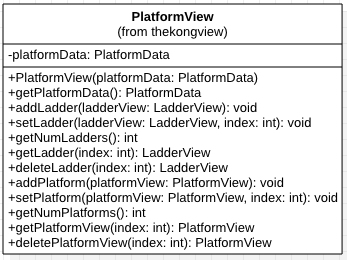 PlatformView
(from thekongview)
-platformData: PlatformData
+PlatformView(platformData: PlatformData)
+getPlatformData(): PlatformData
+addLadder(ladderView: LadderView): void
+setLadder(ladderView: LadderView, index: int): void
+getNumLadders(): int
+getLadder(index: int): LadderView
+deleteLadder(index: int): LadderView
+addPlatform(platformView: PlatformView): void
+setPlatform(platformView: PlatformView, index: int): void
+getNumPlatforms(): int
+getPlatformView(index: int): PlatformView
+deletePlatformView(index: int): PlatformView